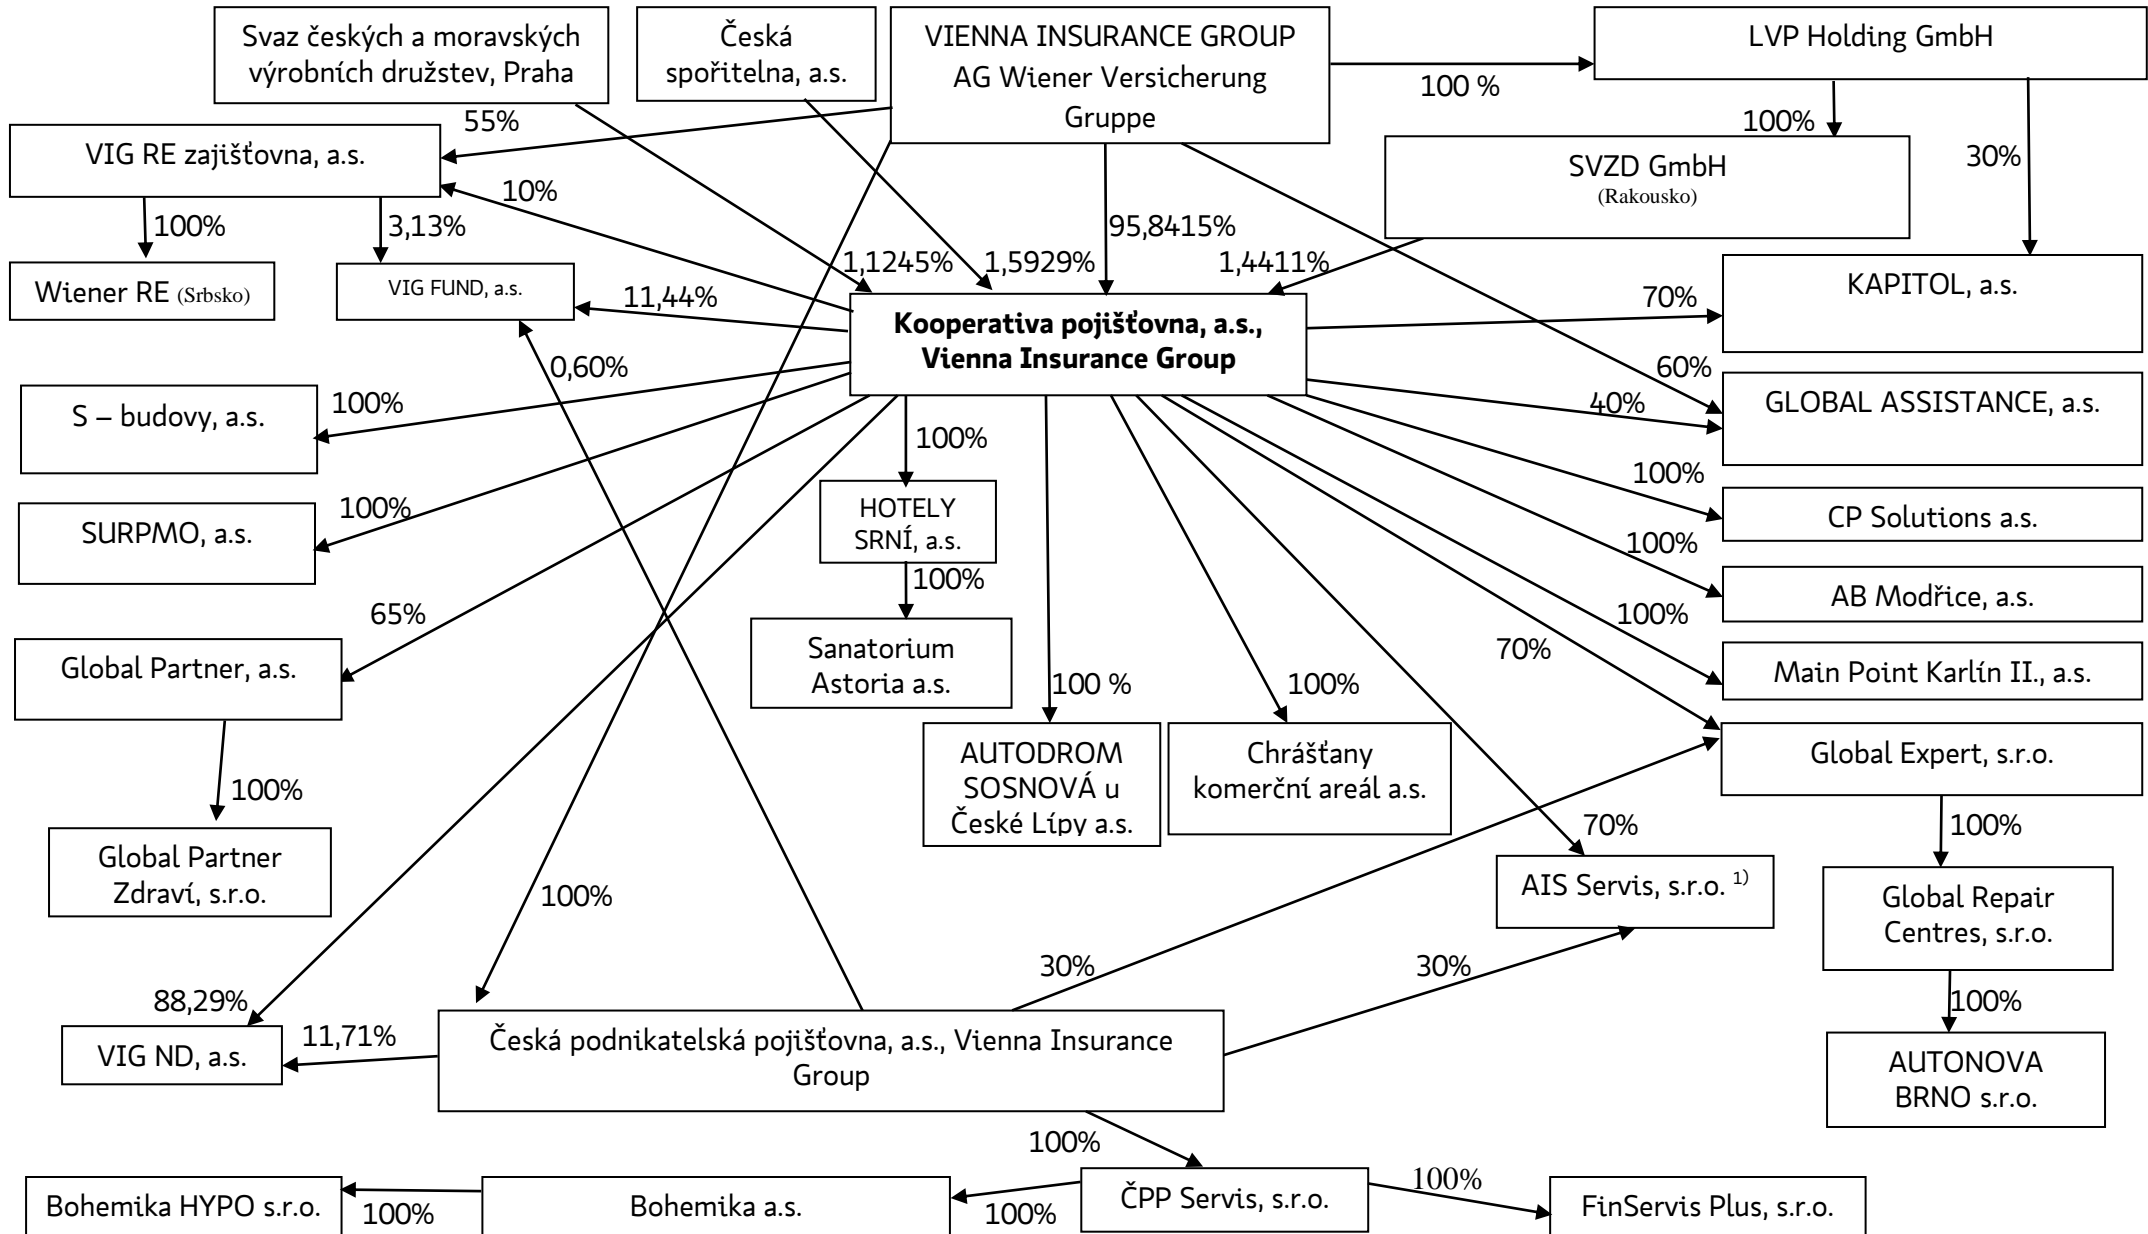 Svaz českých a moravských
výrobních družstev, Praha
Česká
spořitelna, a.s.
VIENNA INSURANCE GROUP
AG Wiener Versicherung
Gruppe
LVP Holding GmbH
100 %
55%
100%
30%
VIG RE zajišťovna, a.s.
SVZD GmbH
(Rakousko)
10%
100%
3,13%
95,8415%
1,1245%
1,5929%
1,4411%
Wiener RE (Srbsko)
VIG FUND, a.s.
11,44%
70%
KAPITOL, a.s.
Kooperativa pojišťovna, a.s.,
Vienna Insurance Group
0,60%
60%
40%
GLOBAL ASSISTANCE, a.s.
S – budovy, a.s.
100%
100%
100%
CP Solutions a.s.
SURPMO, a.s.
100%
HOTELY
SRNÍ, a.s.
100%
100%
AB Modřice, a.s.
65%
100%
70%
Global Partner, a.s.
Sanatorium
Astoria a.s.
Main Point Karlín II., a.s.
100 %
100%
AUTODROM
SOSNOVÁ u
České Lípy a.s.
Chrášťany
komerční areál a.s.
Global Expert, s.r.o.
100%
70%
100%
Global Partner
Zdraví, s.r.o.
AIS Servis, s.r.o. 1)
Global Repair
Centres, s.r.o.
100%
30%
30%
88,29%
100%
11,71%
VIG ND, a.s.
Česká podnikatelská pojišťovna, a.s., Vienna Insurance
Group
AUTONOVA
BRNO s.r.o.
100%
Bohemika HYPO s.r.o.
100%
Bohemika a.s.
100%
ČPP Servis, s.r.o.
100%
FinServis Plus, s.r.o.